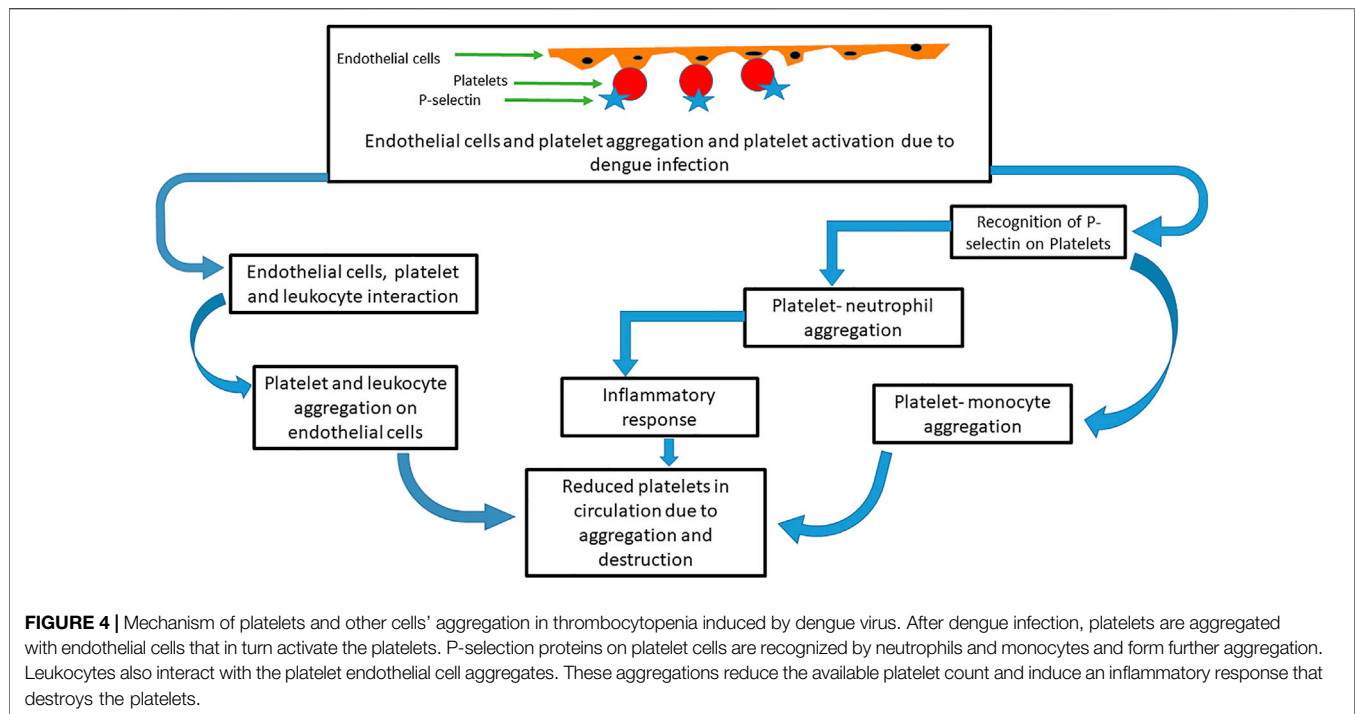 Endothelial cells
Platelets
P-selectin
Endothelial cells and platelet aggregation and platelet activation due to
dengue infection
Recognition of P-
selectin on Platelets
Endothelial cells, platelet
and leukocyte interaction
Platelet- neutrophil
aggregation
Platelet and leukocyte
aggregation on
endothelial cells
Inflammatory
response
Platelet- monocyte
aggregation
Reduced platelets in
circulation due to
aggregation and
destruction
FIGURE 4 | Mechanism of platelets and other cells’ aggregation in thrombocytopenia induced by dengue virus. After dengue infection, platelets are aggregated
with endothelial cells that in turn activate the platelets. P-selection proteins on platelet cells are recognized by neutrophils and monocytes and form further aggregation.
Leukocytes also interact with the platelet endothelial cell aggregates. These aggregations reduce the available platelet count and induce an inflammatory response that
destroys the platelets.